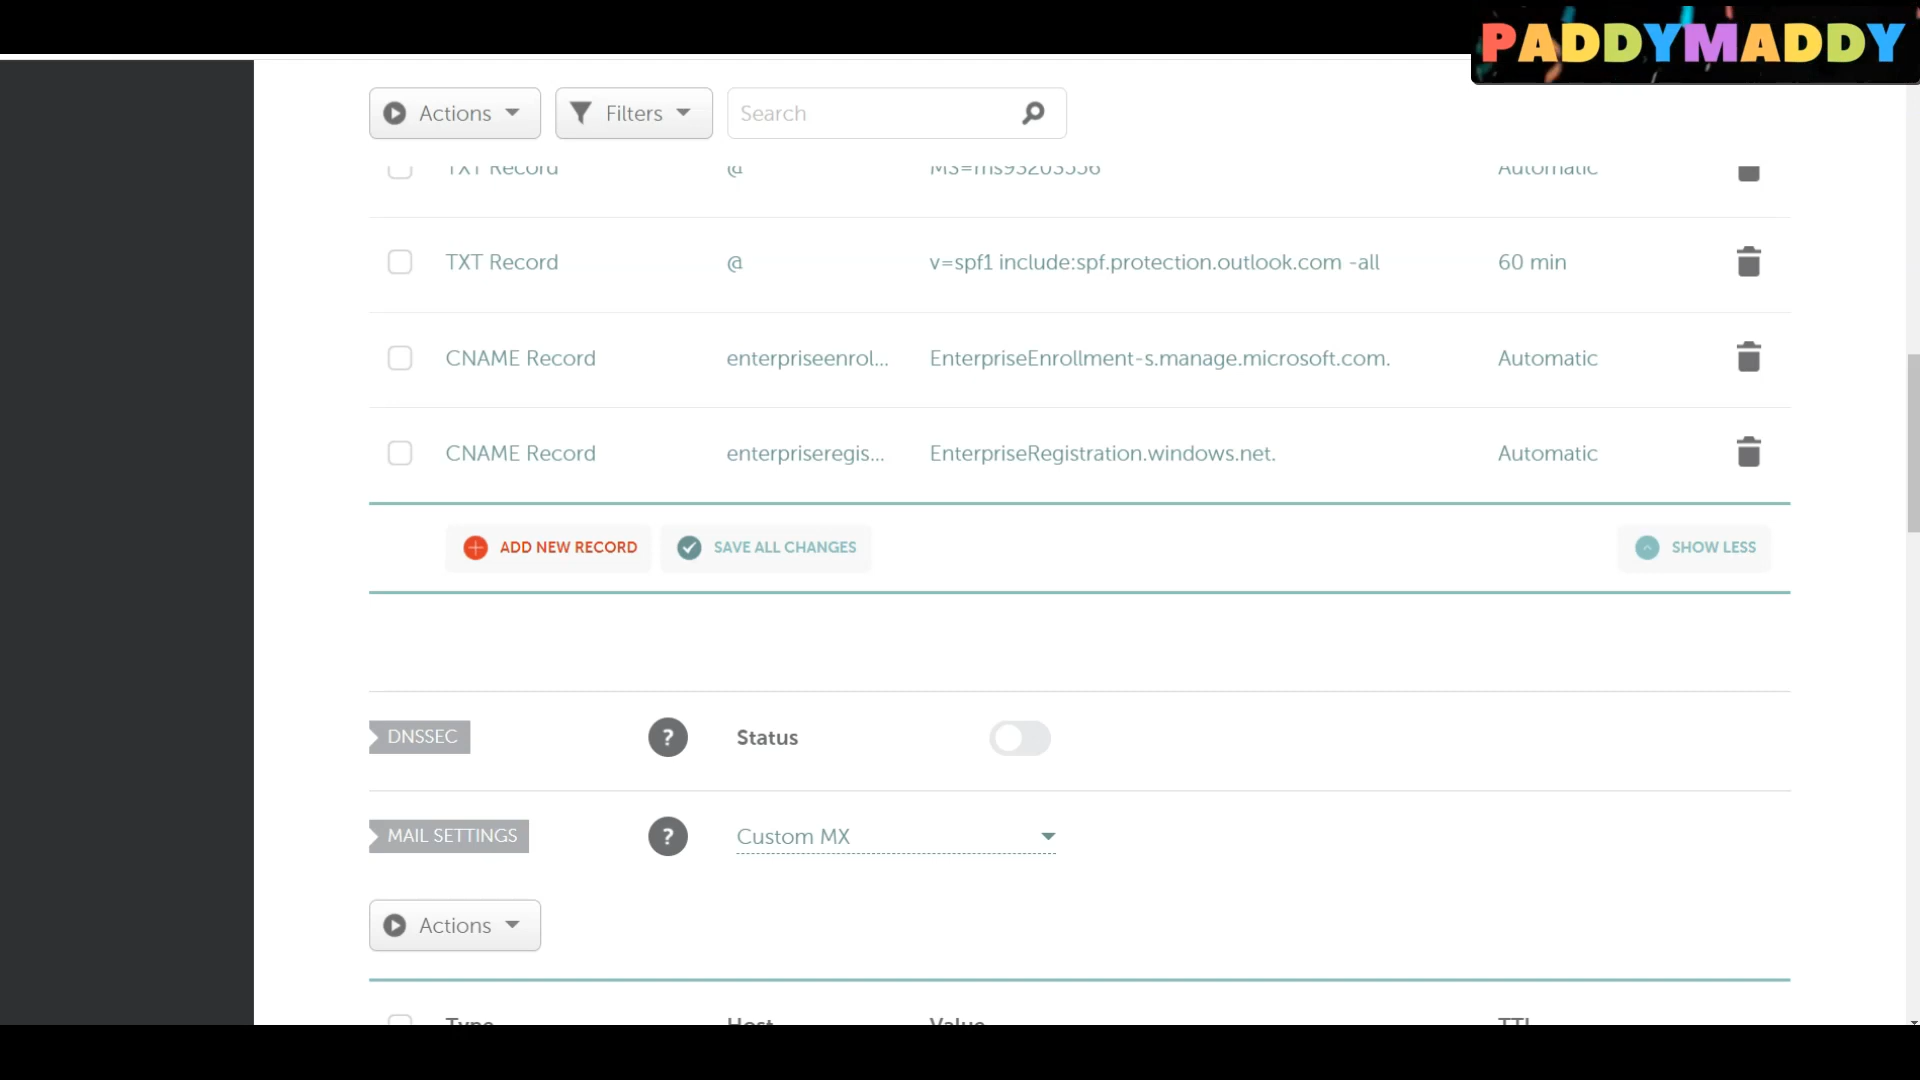 PADDYMADDY
Actions Filters Search
TXT Record @ Automatic
TXT Record @ v=spf1 include:spf.protection.outlook.com -all 60 min
CNAME Record enterpriseenrol... EnterpriseEnrollment-s.manage.microsoft.com. Automatic
CNAME Record enterpriseregis... EnterpriseRegistration.windows.net. Automatic
ADD NEW RECORD SAVE ALL CHANGES SHOW LESS
DNSSEC ? Status
MAIL SETTINGS ? Custom MX
Actions
Type Host Value TTL